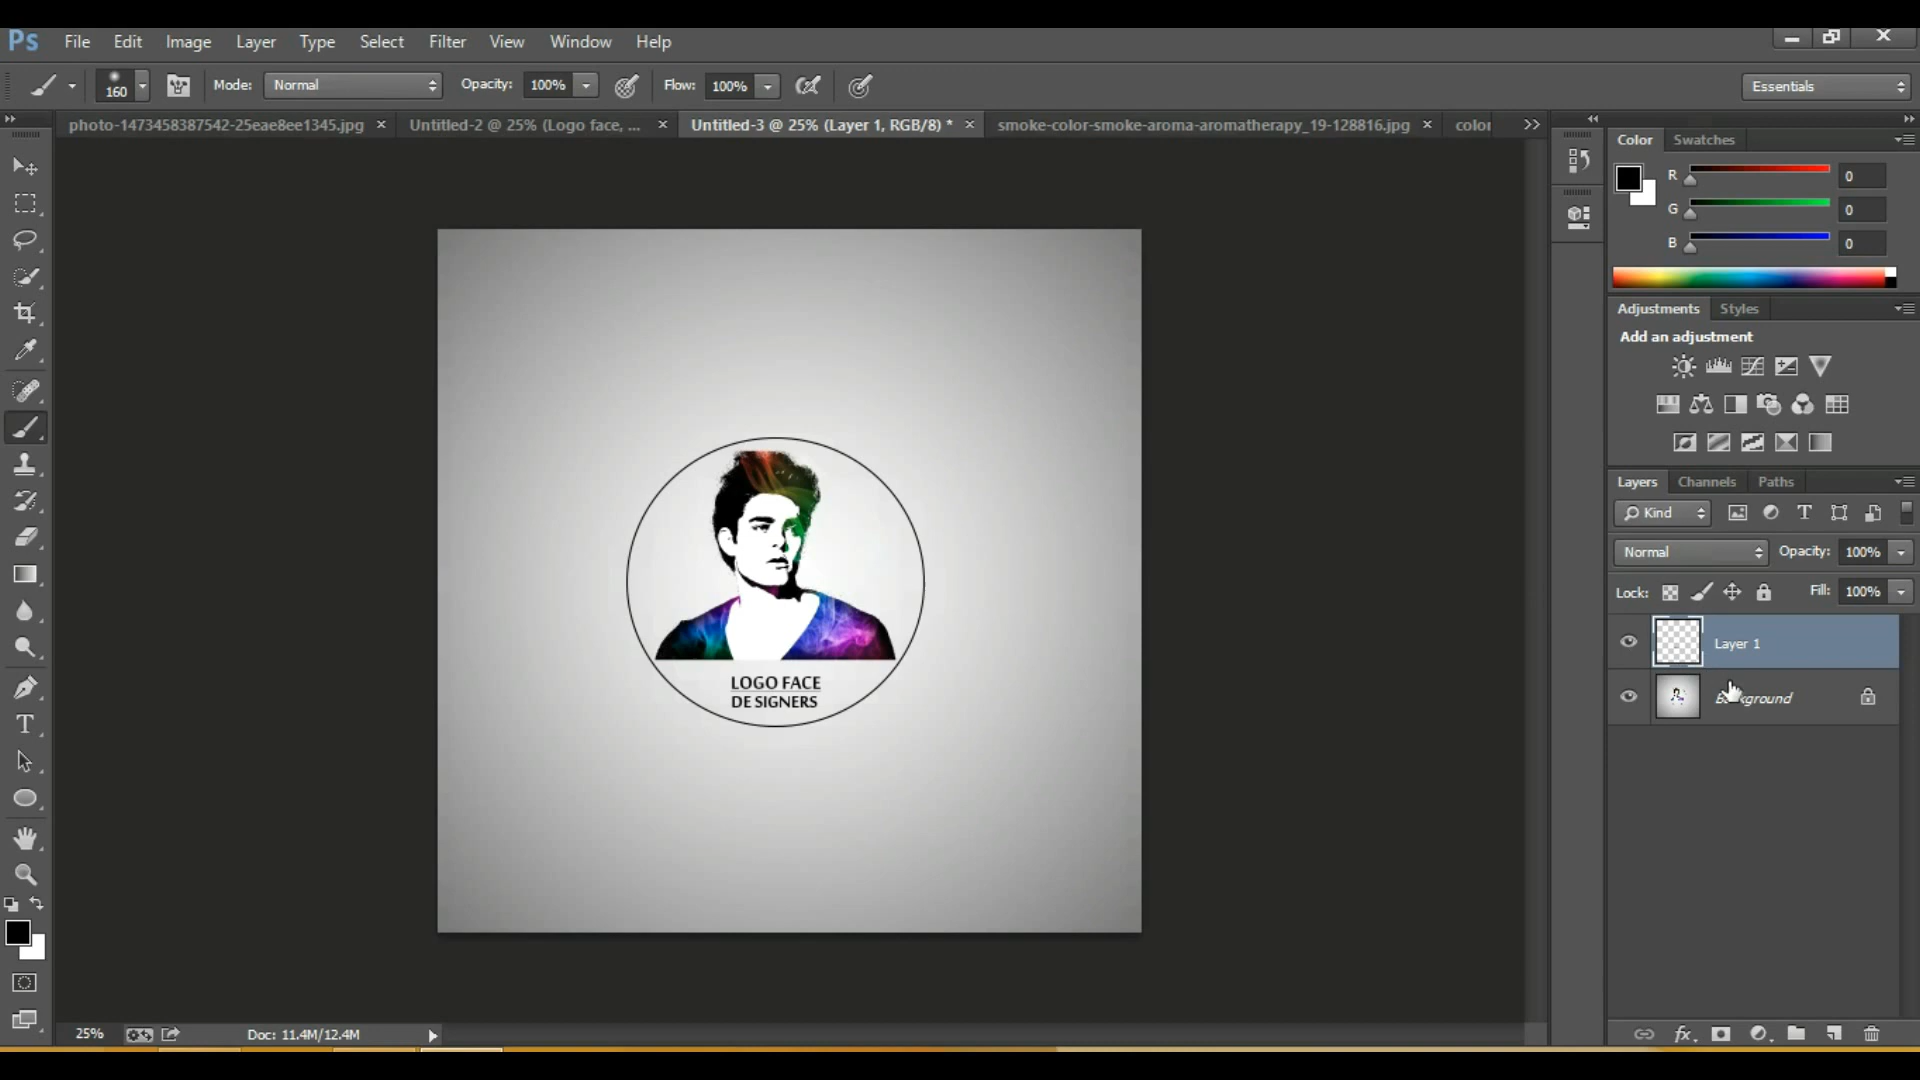 Ps File Edit Image Layer Type Select Filter View Window Help
160 Mode: Normal Opacity: 100% Flow: 100% Essentials
photo-1473458387542-25eae8ee1345.jpg × Untitled-2 @ 25% (Logo face, ... × Untitled-3 @ 25% (Layer 1, RGB/8) * × smoke-color-smoke-aroma-aromatherapy_19-128816.jpg × color
Color Swatches
R 0
G 0
B 0
Adjustments Styles
Add an adjustment
Layers Channels Paths
Kind
Normal Opacity: 100%
Lock: Fill: 100%
Layer 1
Background
LOGO FACE
DE SIGNERS
25% Doc: 11.4M/12.4M